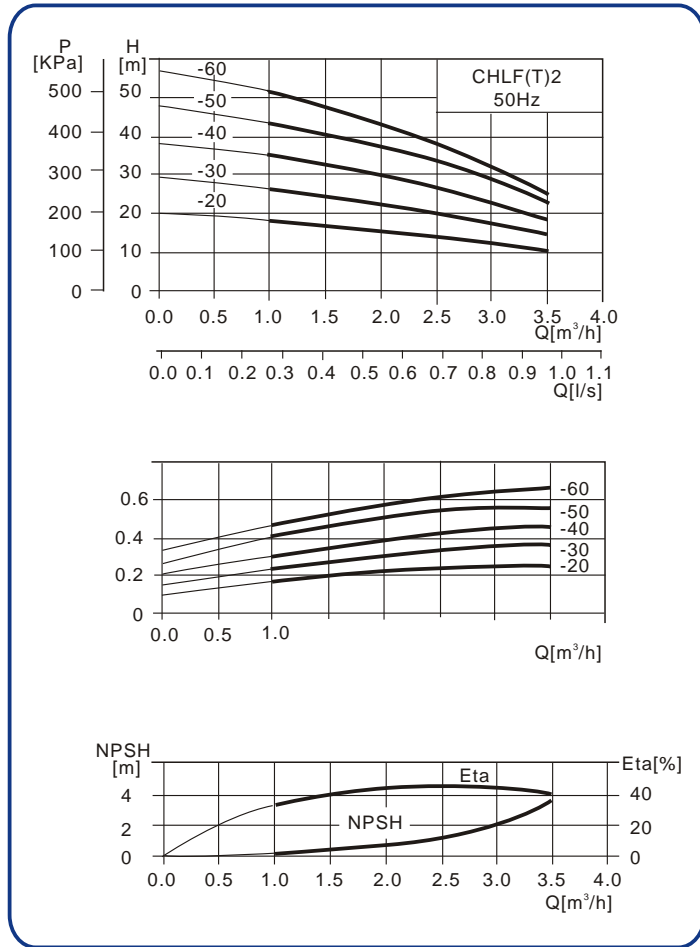 P H
[KPa] [m]
CHLF(T)2
50Hz
-60
-50
-40
-30
-20
500 50
400 40
300 30
200 20
100 10
0 0
0.0 0.5 1.0 1.5 2.0 2.5 3.0 3.5 4.0
Q[m³/h]
0.0 0.1 0.2 0.3 0.4 0.5 0.6 0.7 0.8 0.9 1.0 1.1
Q[l/s]
0.6
0.4
0.2
0
-60
-50
-40
-30
-20
0.0 0.5 1.0
Q[m³/h]
NPSH
[m]
Eta[%]
Eta
NPSH
4 40
2 20
0 0
0.0 0.5 1.0 1.5 2.0 2.5 3.0 3.5 4.0
Q[m³/h]